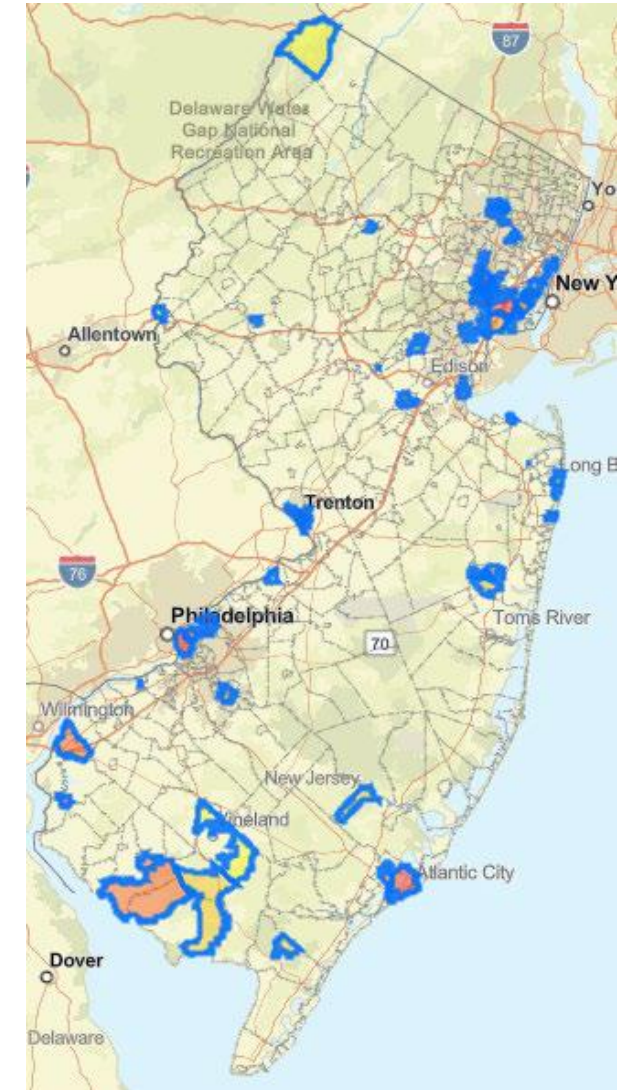 87
Delaware Water
Gap National
Recreation Area
Yo
New Y
Allentown
Edison
Long B
Trenton
76
Philadelphia
Toms River
70
Wilmington
New Jersey
Vineland
Atlantic City
Dover
Delaware